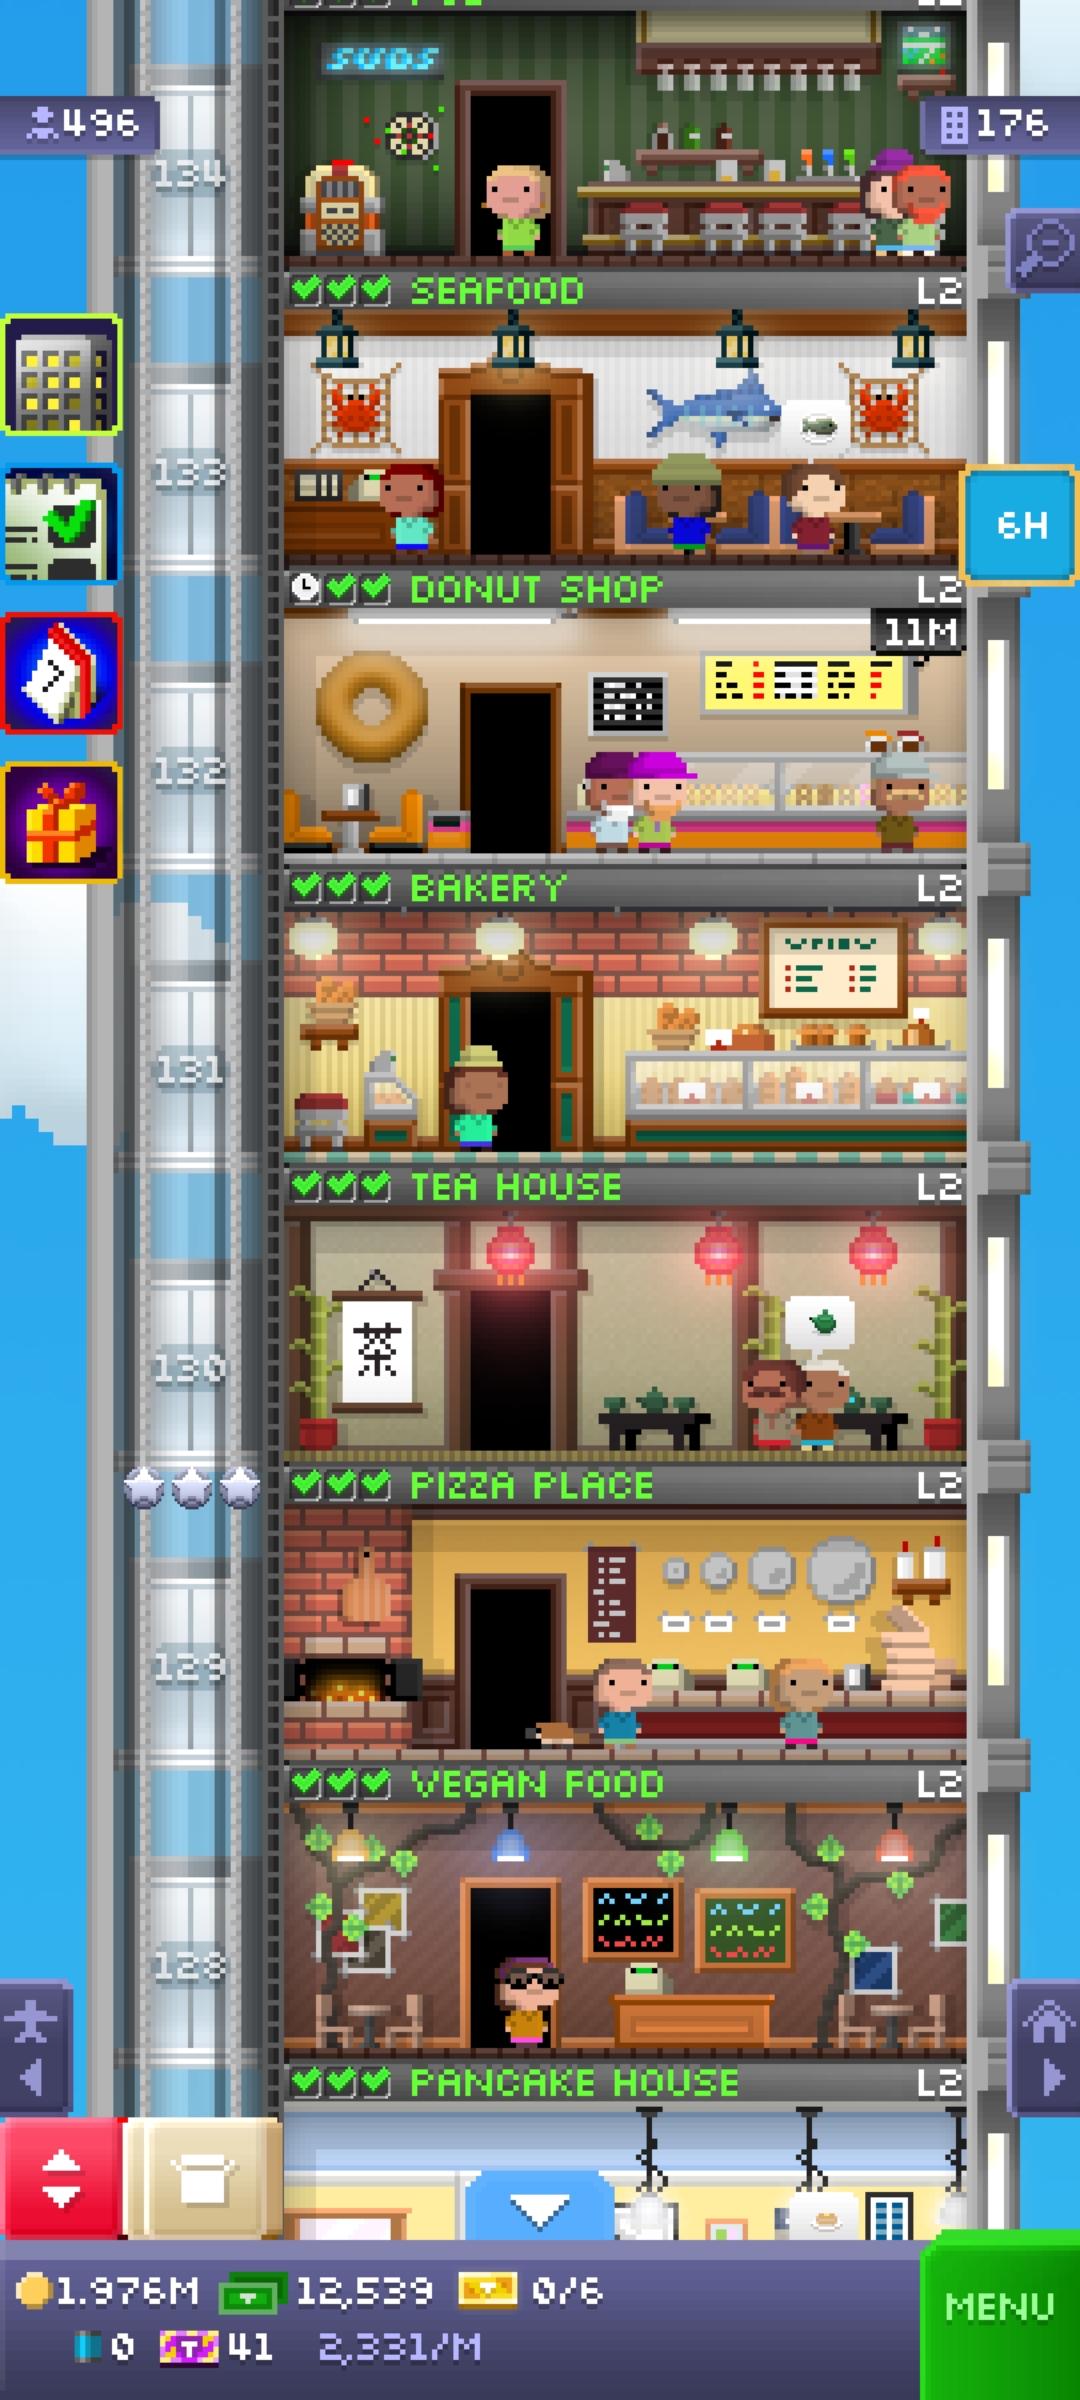 SUDS
496
176
134
SEAFOOD L2
133
6H
DONUT SHOP L2
11M
132
BAKERY L2
131
TEA HOUSE L2
茶
130
PIZZA PLACE L2
129
VEGAN FOOD L2
128
PANCAKE HOUSE L2
1.976M 12,539 0/6
MENU
0 T 41 2,331/M